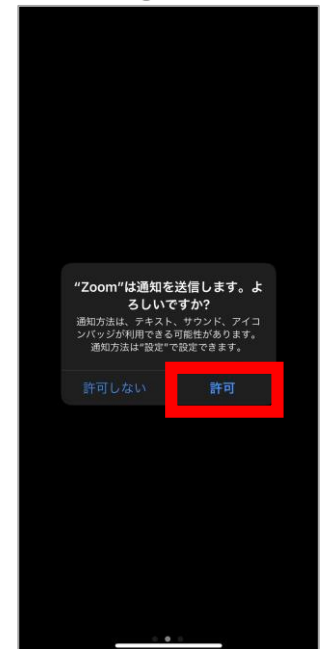 “Zoom”は通知を送信します。よ
ろしいですか?
通知方法は、テキスト、サウンド、アイコ
ンバッジが利用できる可能性があります。
通知方法は“設定”で設定できます。
許可しない
許可